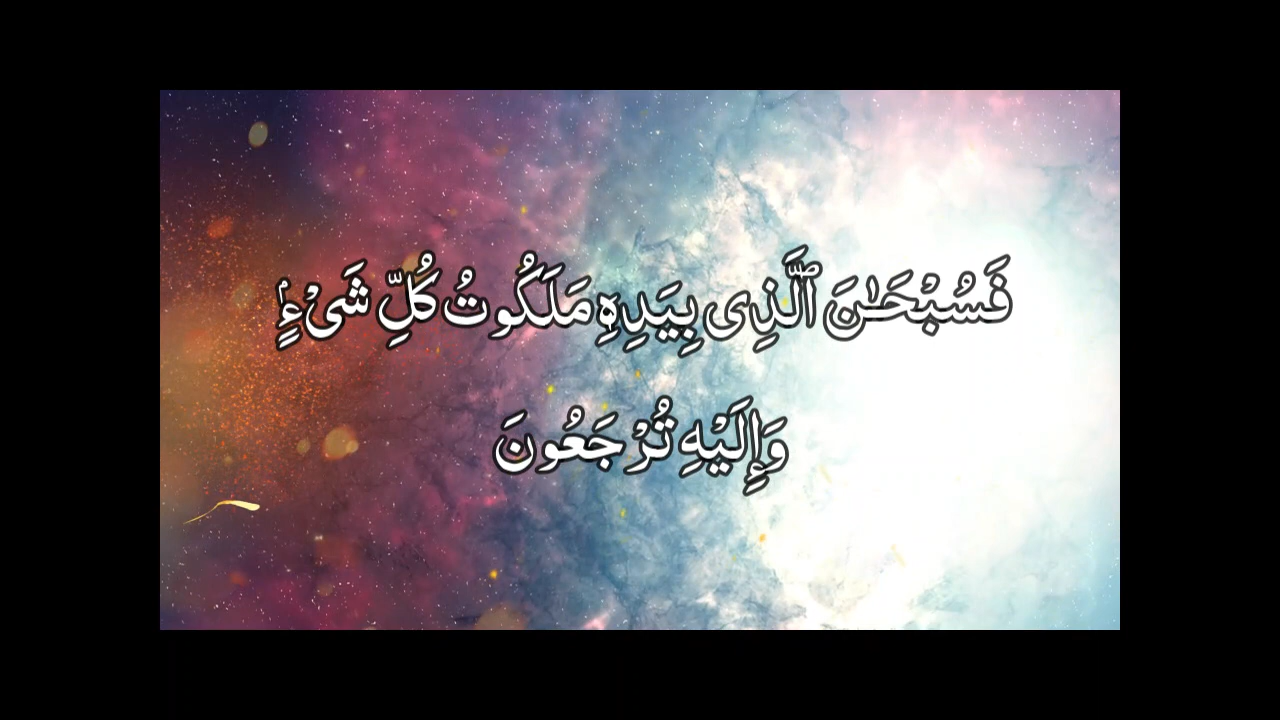 فَسُبْحَـٰنَ ٱلَّذِى بِيَدِهِۦ مَلَكُوتُ كُلِّ شَىْءٍۢ
وَإِلَيْهِ تُرْجَعُونَ